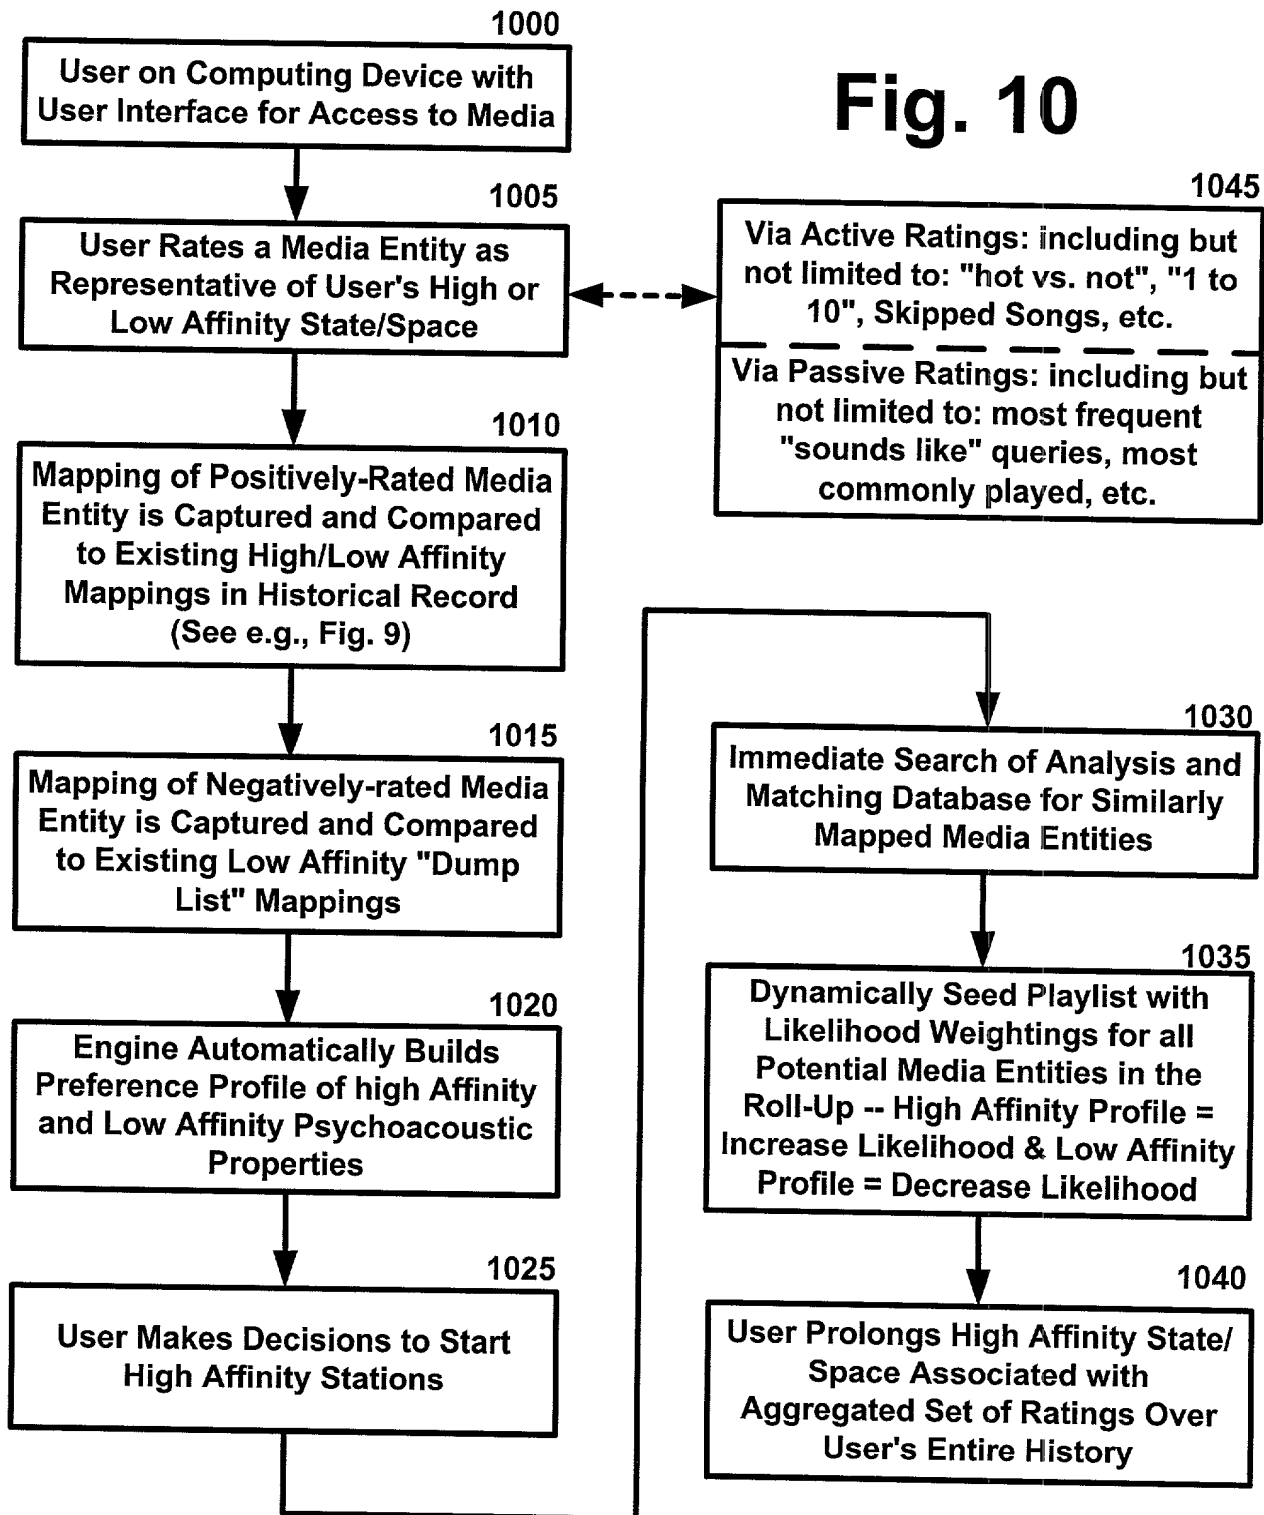 1000
User on Computing Device with
User Interface for Access to Media
Fig. 10
1005
User Rates a Media Entity as
Representative of User's High or
Low Affinity State/Space
1045
Via Active Ratings: including but
not limited to: "hot vs. not", "1 to
10", Skipped Songs, etc.
Via Passive Ratings: including but
not limited to: most frequent
"sounds like" queries, most
commonly played, etc.
1010
Mapping of Positively-Rated Media
Entity is Captured and Compared
to Existing High/Low Affinity
Mappings in Historical Record
(See e.g., Fig. 9)
1015
Mapping of Negatively-rated Media
Entity is Captured and Compared
to Existing Low Affinity "Dump
List" Mappings
1020
Engine Automatically Builds
Preference Profile of high Affinity
and Low Affinity Psychoacoustic
Properties
1025
User Makes Decisions to Start
High Affinity Stations
1030
Immediate Search of Analysis and
Matching Database for Similarly
Mapped Media Entities
1035
Dynamically Seed Playlist with
Likelihood Weightings for all
Potential Media Entities in the
Roll-Up -- High Affinity Profile =
Increase Likelihood & Low Affinity
Profile = Decrease Likelihood
1040
User Prolongs High Affinity State/
Space Associated with
Aggregated Set of Ratings Over
User's Entire History